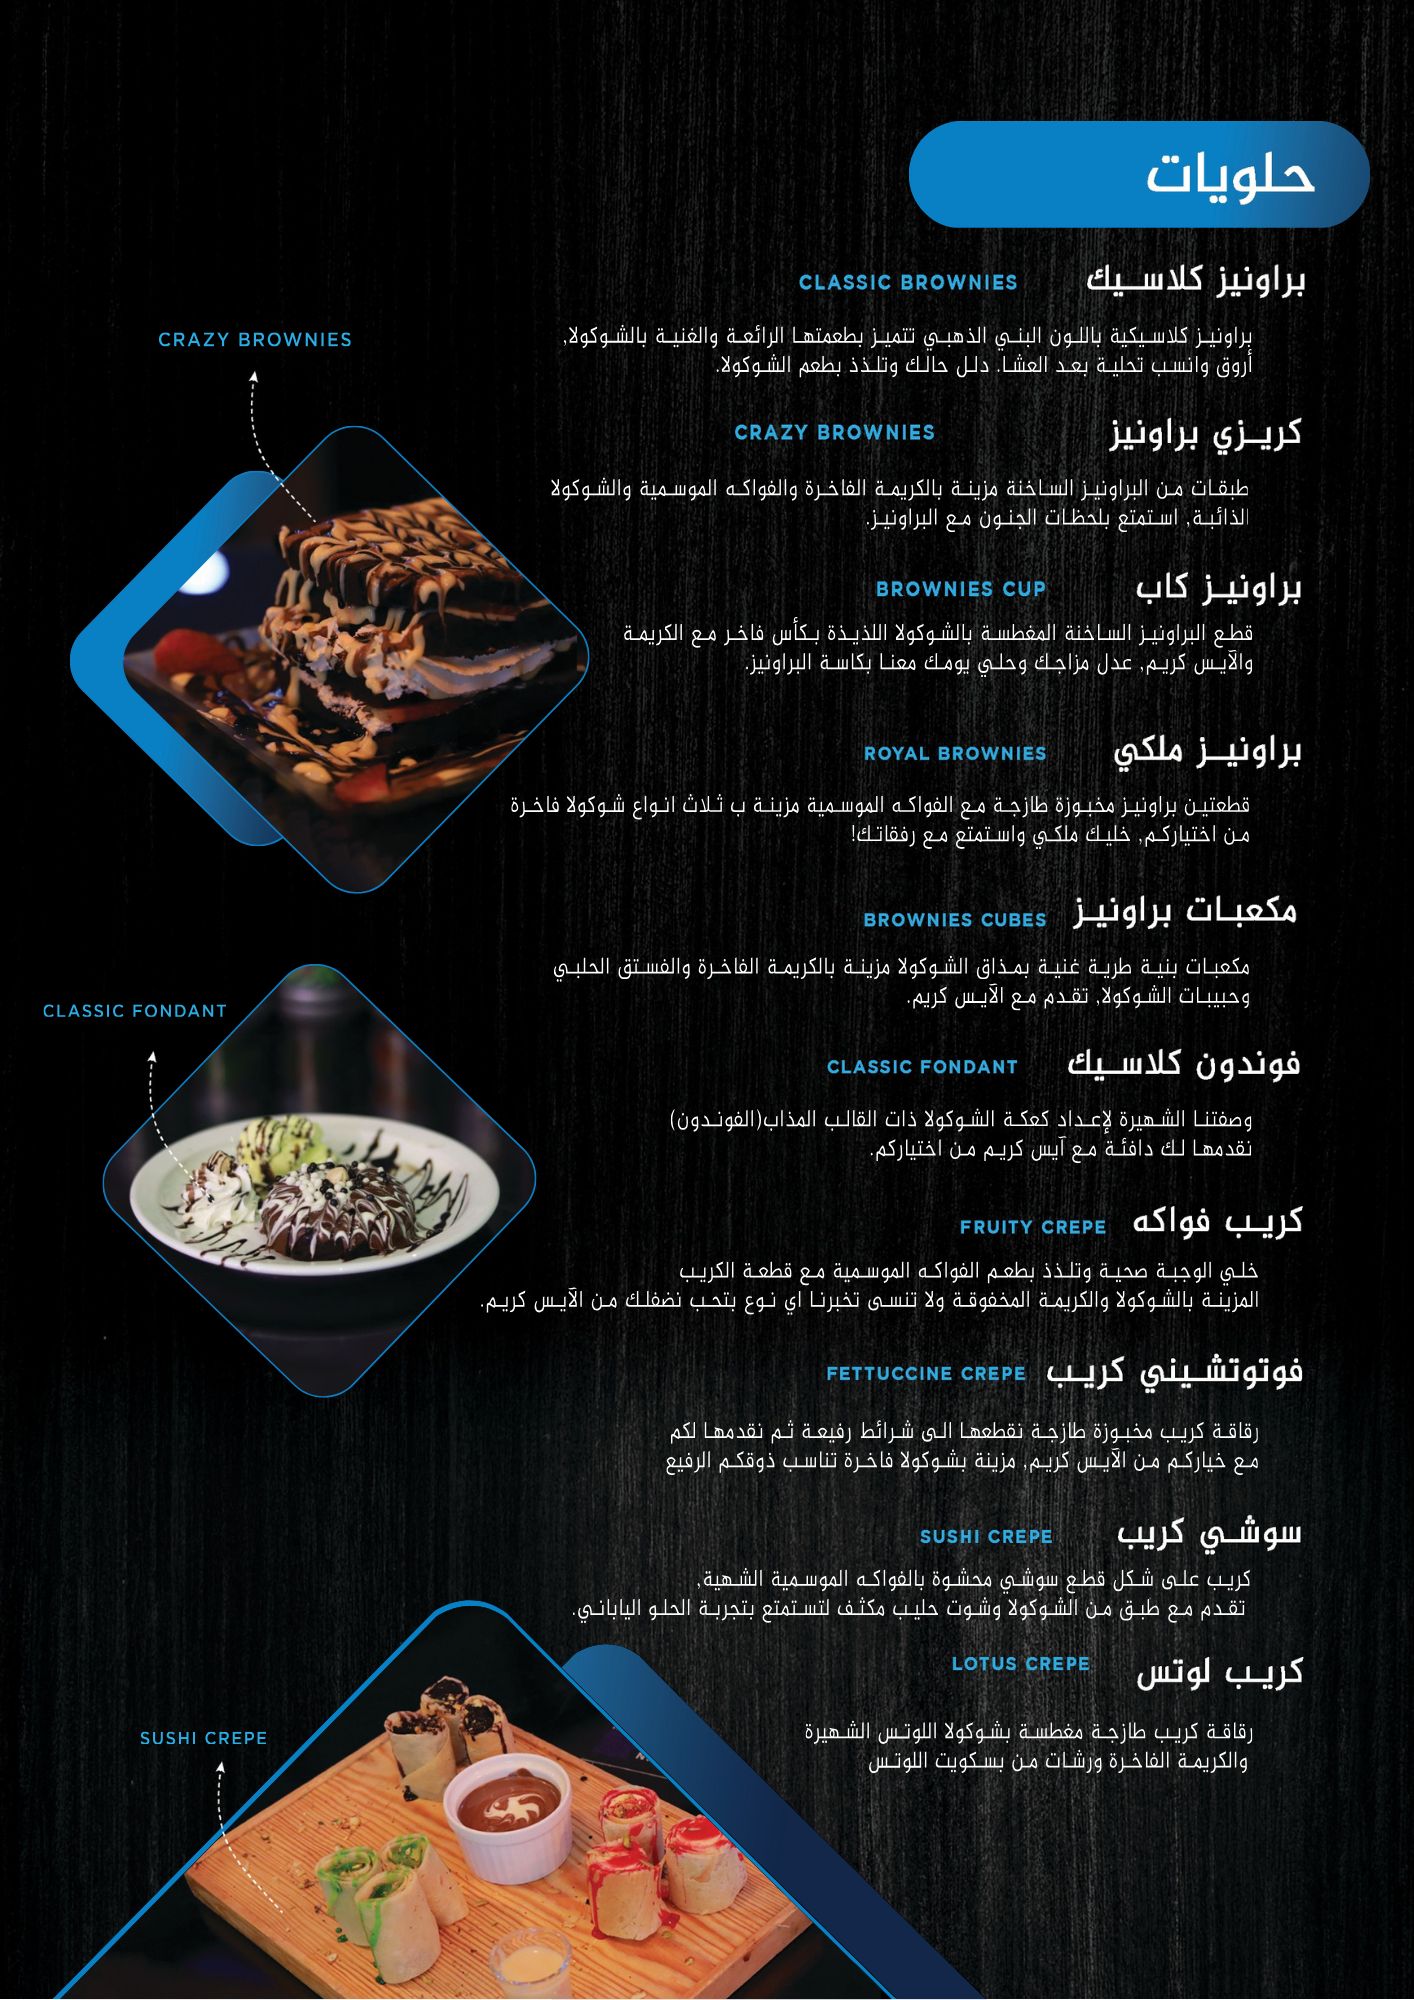 حلويات
براونيز كلاسيك CLASSIC BROWNIES
براونيز كلاسيكية باللون البني الذهبي تتميز بطعمتها الرائعة والغنية بالشوكولا,
أروق وانسب تحلية بعد العشا. دلل حالك وتلذذ بطعم الشوكولا.
كريزي براونيز CRAZY BROWNIES
طبقات من البراونيز الساخنة مزينة بالكريمة الفاخرة والفواكه الموسمية والشوكولا
الذائبة, استمتع بلحظات الجنون مع البراونيز.
براونيز كاب BROWNIES CUP
قطع البراونيز الساخنة المغطسة بالشوكولا اللذيذة بكأس فاخر مع الكريمة
والآيس كريم, عدل مزاجك وحلي يومك معنا بكاسة البراونيز.
براونيز ملكي ROYAL BROWNIES
قطعتين براونيز مخبوزة طازجة مع الفواكه الموسمية مزينة ب ثلاث انواع شوكولا فاخرة
من اختياركم, خليك ملكي واستمتع مع رفقاتك!
مكعبات براونيز BROWNIES CUBES
مكعبات بنية طرية غنية بمذاق الشوكولا مزينة بالكريمة الفاخرة والفستق الحلبي
وحبيبات الشوكولا, تقدم مع الآيس كريم.
فوندون كلاسيك CLASSIC FONDANT
وصفتنا الشهيرة لإعداد كعكة الشوكولا ذات القالب المذاب(الفوندون)
نقدمها لك دافئة مع آيس كريم من اختياركم.
كريب فواكه FRUITY CREPE
خلي الوجبة صحية وتلذذ بطعم الفواكه الموسمية مع قطعة الكريب
المزينة بالشوكولا والكريمة المخفوقة ولا تنسى تخبرنا اي نوع بتحب نضفلك من الآيس كريم.
فوتوتشيني كريب FETTUCCINE CREPE
رقاقة كريب مخبوزة طازجة نقطعها الى شرائط رفيعة ثم نقدمها لكم
مع خياركم من الآيس كريم, مزينة بشوكولا فاخرة تناسب ذوقكم الرفيع
سوشي كريب SUSHI CREPE
كريب على شكل قطع سوشي محشوة بالفواكه الموسمية الشهية,
تقدم مع طبق من الشوكولا وشوت حليب مكثف لتستمتع بتجربة الحلو الياباني.
كريب لوتس LOTUS CREPE
رقاقة كريب طازجة مغطسة بشوكولا اللوتس الشهيرة
والكريمة الفاخرة ورشات من بسكويت اللوتس
CRAZY BROWNIES
CLASSIC FONDANT
SUSHI CREPE